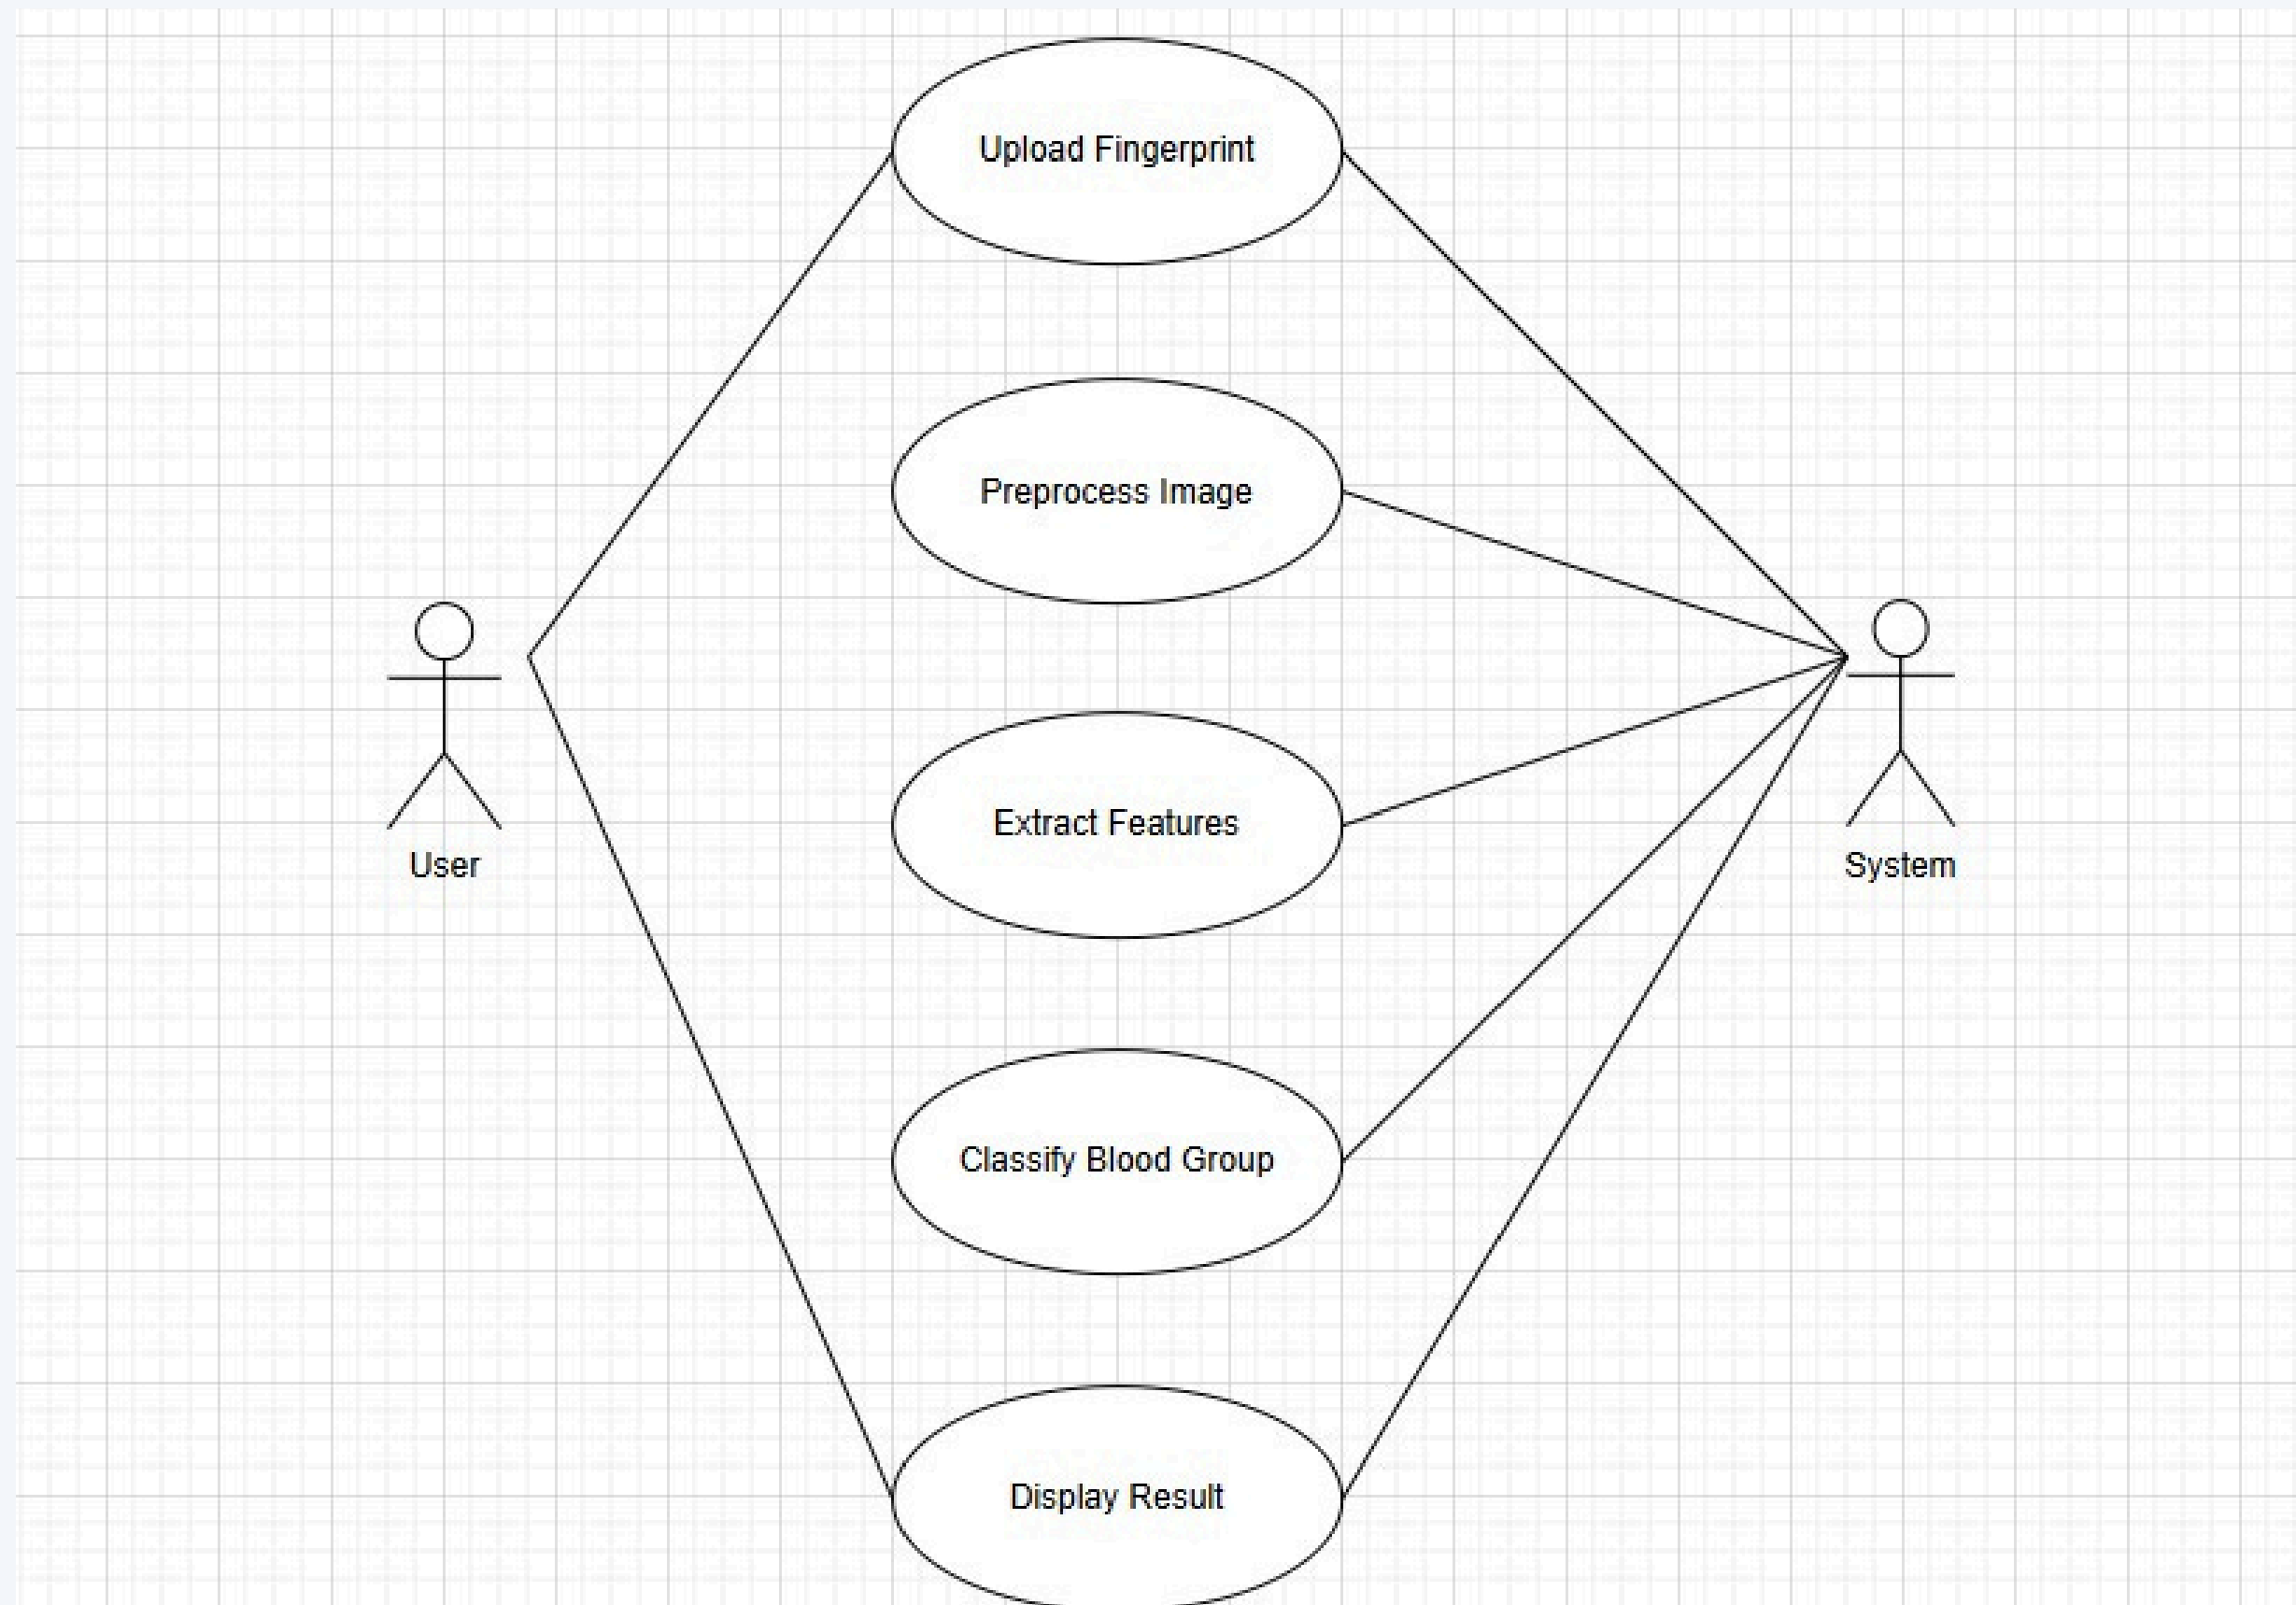 Upload Fingerprint
Preprocess Image
Extract Features
User
System
Classify Blood Group
Display Result